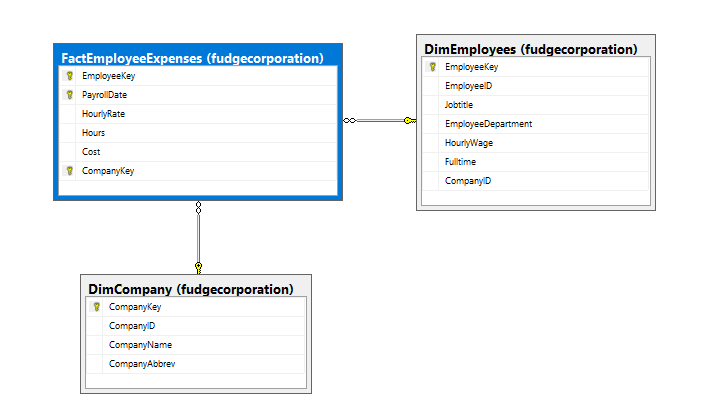 FactEmployeeExpenses (fudgecorporation)
EmployeeKey
PayrollDate
HourlyRate
Hours
Cost
CompanyKey
DimEmployees (fudgecorporation)
EmployeeKey
EmployeeID
Jobtitle
EmployeeDepartment
HourlyWage
Fulltime
CompanyID
DimCompany (fudgecorporation)
CompanyKey
CompanyID
CompanyName
CompanyAbbrev